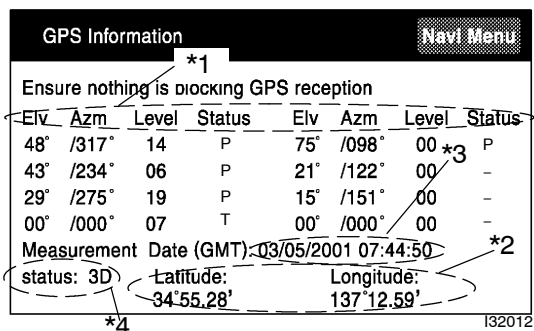 GPS Information Navi Menu
*1
Ensure nothing is blocking GPS reception
Elv Azm Level Status Elv Azm Level Status
48° /317° 14 P 75° /098° 00 P
*3
43° /234° 06 P 21° /122° 00 –
29° /275° 19 P 15° /151° 00 –
00° /000° 07 T 00° /000° 00 –
Measurement Date (GMT): 03/05/2001 07:44:50
*2
status: 3D Latitude: Longitude:
34°55.28' 137°12.59'
*4
I32012